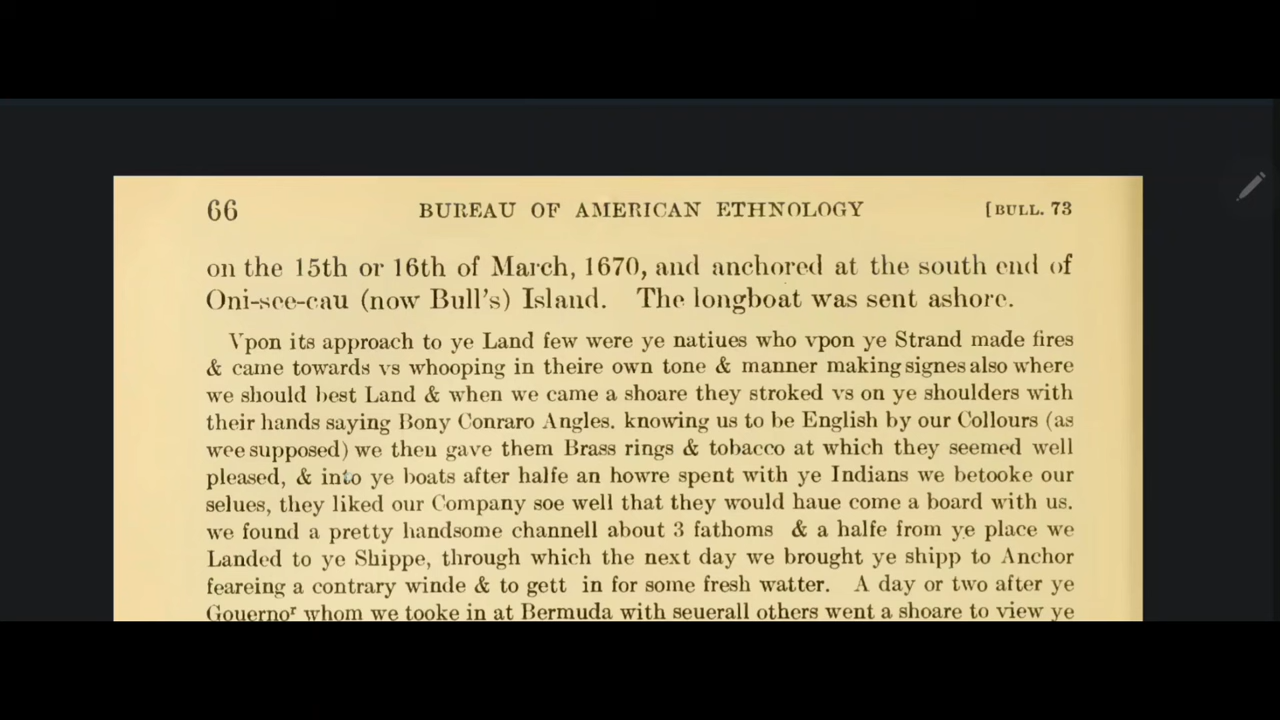 66 BUREAU OF AMERICAN ETHNOLOGY [BULL. 73
on the 15th or 16th of March, 1670, and anchored at the south end of
Oni-see-cau (now Bull's) Island. The longboat was sent ashore.
Vpon its approach to ye Land few were ye natiues who vpon ye Strand made fires
& came towards vs whooping in theire own tone & manner making signes also where
we should best Land & when we came a shoare they stroked vs on ye shoulders with
their hands saying Bony Conraro Angles. knowing us to be English by our Collours (as
wee supposed) we then gave them Brass rings & tobacco at which they seemed well
pleased, & into ye boats after halfe an howre spent with ye Indians we betooke our
selues, they liked our Company soe well that they would haue come a board with us.
we found a pretty handsome channell about 3 fathoms & a halfe from ye place we
Landed to ye Shippe, through which the next day we brought ye shipp to Anchor
feareing a contrary winde & to gett in for some fresh watter. A day or two after ye
Gouernoʳ whom we tooke in at Bermuda with seuerall others went a shoare to view ye